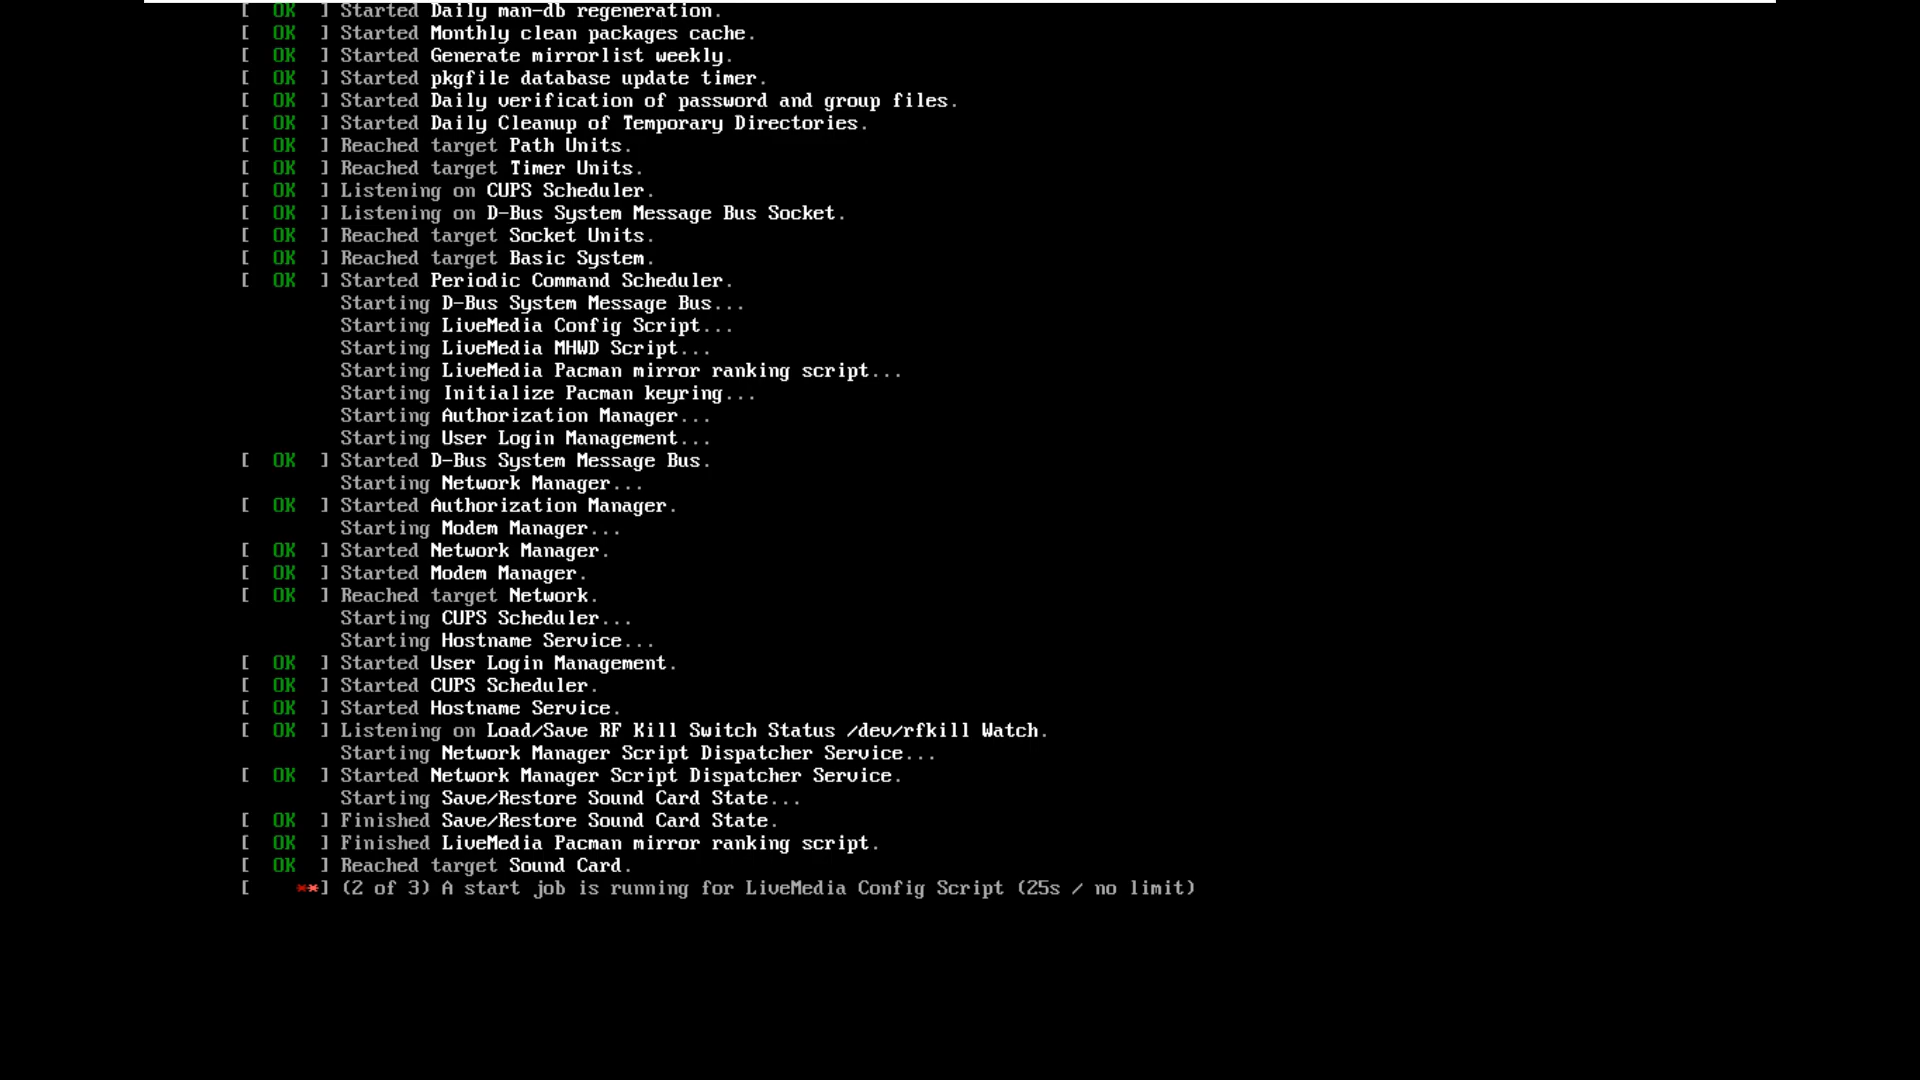 [  OK  ] Started Daily man-db regeneration.
[  OK  ] Started Monthly clean packages cache.
[  OK  ] Started Generate mirrorlist weekly.
[  OK  ] Started pkgfile database update timer.
[  OK  ] Started Daily verification of password and group files.
[  OK  ] Started Daily Cleanup of Temporary Directories.
[  OK  ] Reached target Path Units.
[  OK  ] Reached target Timer Units.
[  OK  ] Listening on CUPS Scheduler.
[  OK  ] Listening on D-Bus System Message Bus Socket.
[  OK  ] Reached target Socket Units.
[  OK  ] Reached target Basic System.
[  OK  ] Started Periodic Command Scheduler.
Starting D-Bus System Message Bus...
Starting LiveMedia Config Script...
Starting LiveMedia MHWD Script...
Starting LiveMedia Pacman mirror ranking script...
Starting Initialize Pacman keyring...
Starting Authorization Manager...
Starting User Login Management...
[  OK  ] Started D-Bus System Message Bus.
Starting Network Manager...
[  OK  ] Started Authorization Manager.
Starting Modem Manager...
[  OK  ] Started Network Manager.
[  OK  ] Started Modem Manager.
[  OK  ] Reached target Network.
Starting CUPS Scheduler...
Starting Hostname Service...
[  OK  ] Started User Login Management.
[  OK  ] Started CUPS Scheduler.
[  OK  ] Started Hostname Service.
[  OK  ] Listening on Load/Save RF Kill Switch Status /dev/rfkill Watch.
Starting Network Manager Script Dispatcher Service...
[  OK  ] Started Network Manager Script Dispatcher Service.
Starting Save/Restore Sound Card State...
[  OK  ] Finished Save/Restore Sound Card State.
[  OK  ] Finished LiveMedia Pacman mirror ranking script.
[  OK  ] Reached target Sound Card.
[    **] (2 of 3) A start job is running for LiveMedia Config Script (25s / no limit)